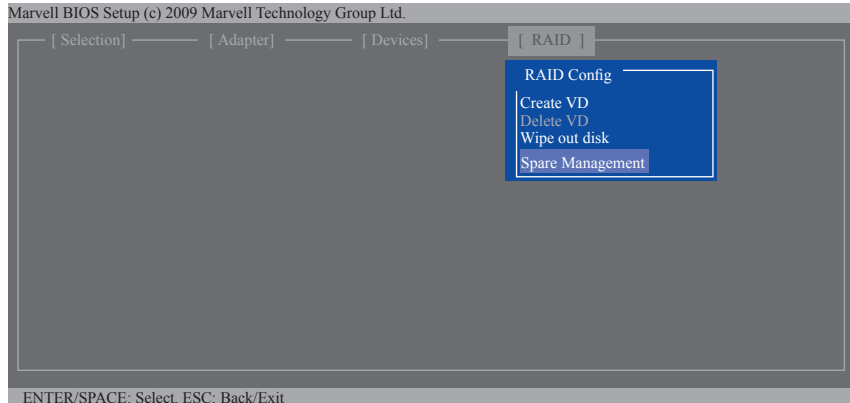 Marvell BIOS Setup (c) 2009 Marvell Technology Group Ltd.
[ Selection] [ Adapter] [ Devices] [ RAID ]
RAID Config
Create VD
Delete VD
Wipe out disk
Spare Management
ENTER/SPACE: Select, ESC: Back/Exit